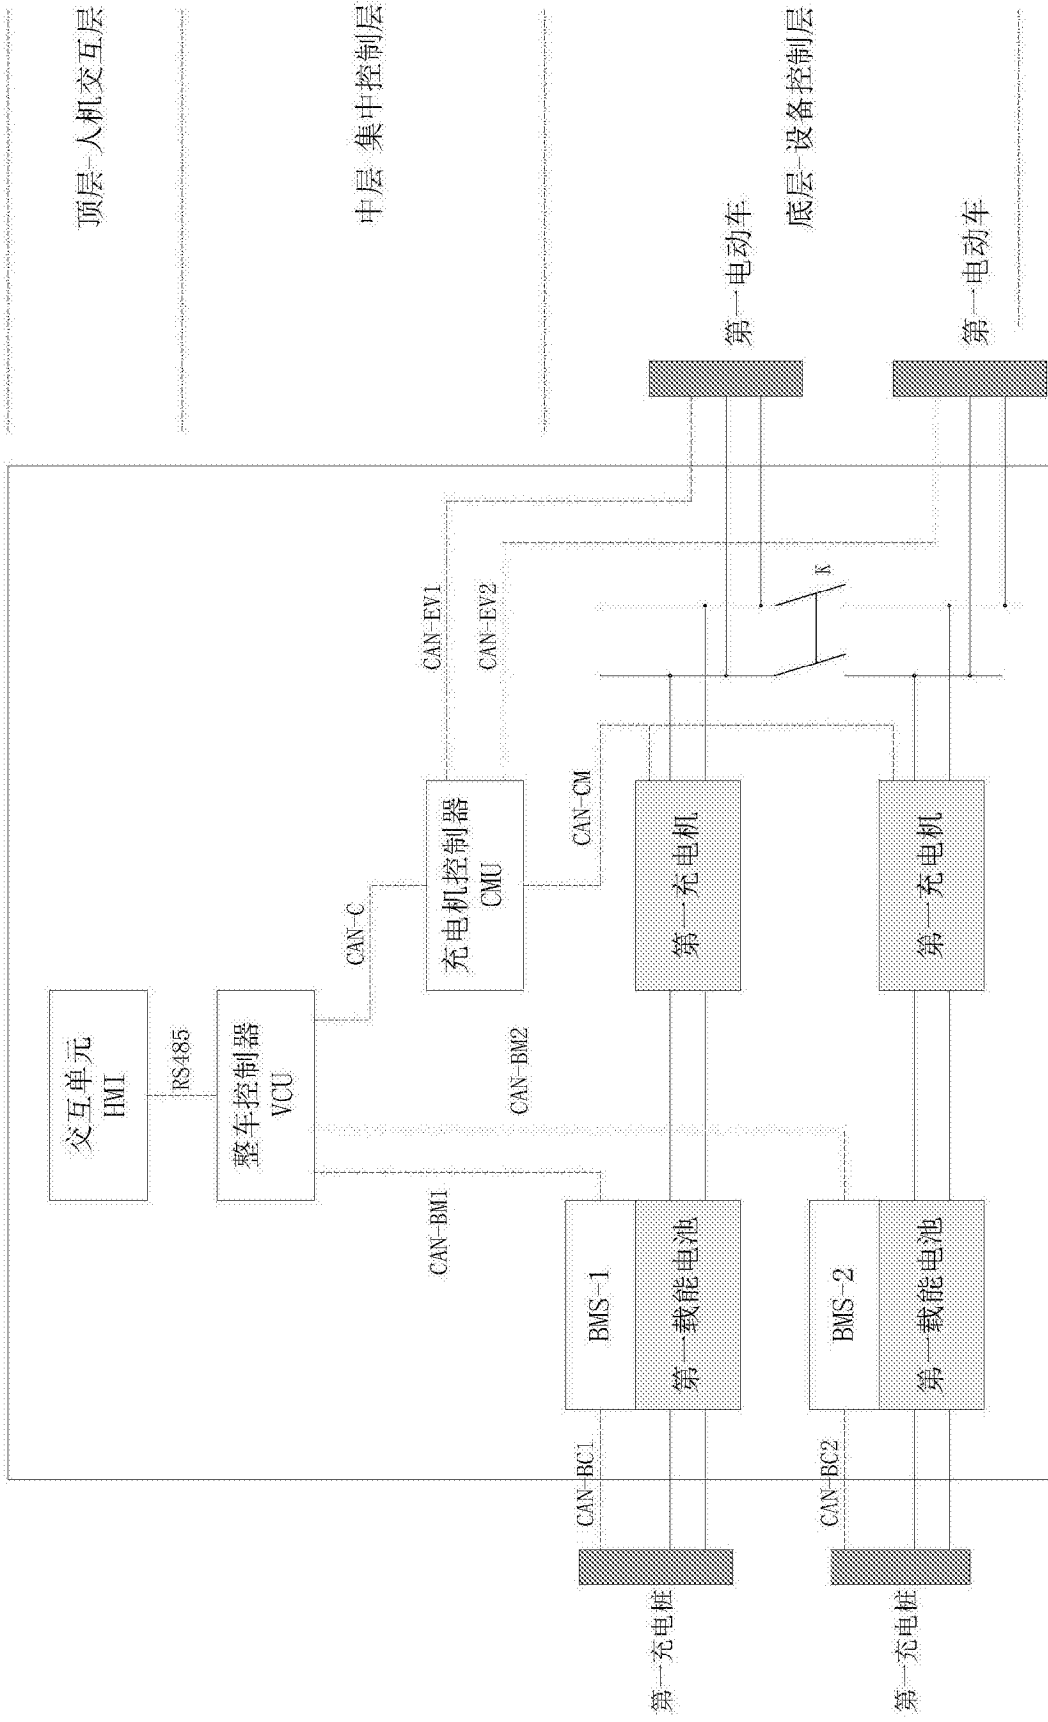 顶层-人机交互层
中层 集中控制层
底层-设备控制层
交互单元
HMI
RS485
整车控制器
VCU
CAN-C
充电机控制器
CMU
CAN-EV1
CAN-EV2
CAN-BM1
CAN-BM2
CAN-CM
CAN-BC1
BMS-1
第一载能电池
第一充电机
第一电动车
第一充电桩
K
CAN-BC2
BMS-2
第一载能电池
第一充电机
第一电动车
第一充电桩